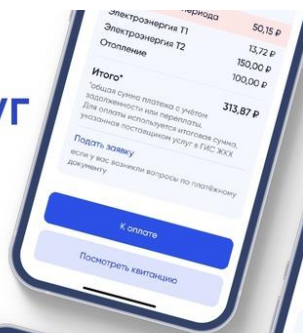 периода 50,15 ₽
Электроэнергия Т1 13,72 ₽
Электроэнергия Т2 150,00 ₽
Отопление 100,00 ₽
Итого* 313,87 ₽
*общая сумма платежа с учётом
задолженности или переплаты.
Для оплаты используется итоговая сумма,
указанная поставщиком услуг в ГИС ЖКХ
уг
Подать заявку
если у вас возникли вопросы по платёжному
документу
К оплате
Посмотреть квитанцию